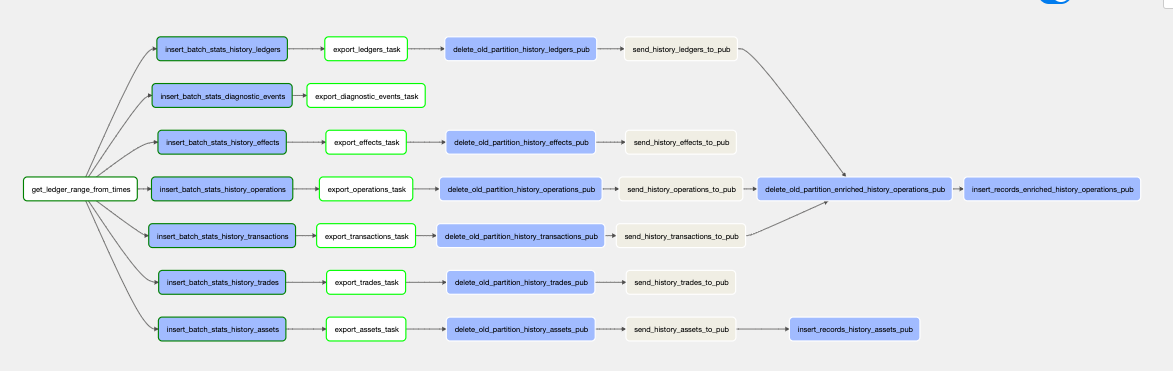 insert_batch_stats_history_ledgers
export_ledgers_task
delete_old_partition_history_ledgers_pub
send_history_ledgers_to_pub
insert_batch_stats_diagnostic_events
export_diagnostic_events_task
insert_batch_stats_history_effects
export_effects_task
delete_old_partition_history_effects_pub
send_history_effects_to_pub
get_ledger_range_from_times
insert_batch_stats_history_operations
export_operations_task
delete_old_partition_history_operations_pub
send_history_operations_to_pub
delete_old_partition_enriched_history_operations_pub
insert_records_enriched_history_operations_pub
insert_batch_stats_history_transactions
export_transactions_task
delete_old_partition_history_transactions_pub
send_history_transactions_to_pub
insert_batch_stats_history_trades
export_trades_task
delete_old_partition_history_trades_pub
send_history_trades_to_pub
insert_batch_stats_history_assets
export_assets_task
delete_old_partition_history_assets_pub
send_history_assets_to_pub
insert_records_history_assets_pub